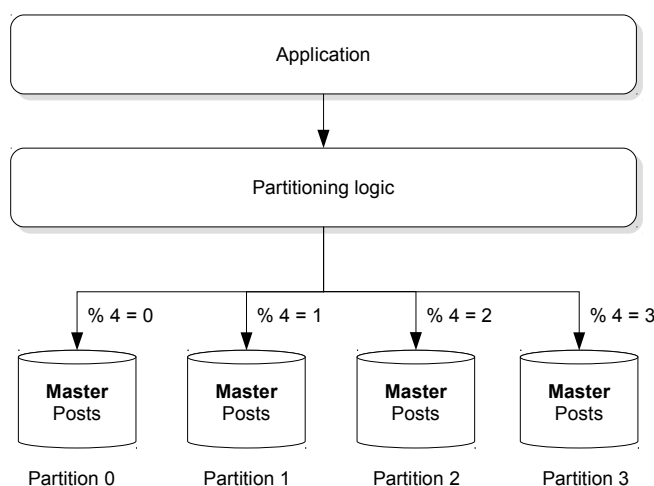 Application
Partitioning logic
% 4 = 0
% 4 = 1
% 4 = 2
% 4 = 3
Master
Posts
Master
Posts
Master
Posts
Master
Posts
Partition 0
Partition 1
Partition 2
Partition 3